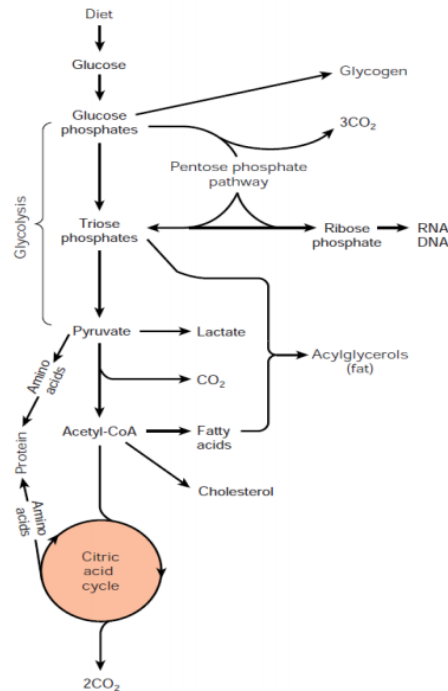 Diet
Glucose
Glycogen
Glucose
phosphates
3CO₂
Pentose phosphate
pathway
Glycolysis
Triose
phosphates
Ribose
phosphate
RNA
DNA
Pyruvate
Lactate
Acylglycerols
(fat)
Amino
acids
CO₂
Acetyl-CoA
Fatty
acids
Protein
Cholesterol
Amino
acids
Citric
acid
cycle
2CO₂